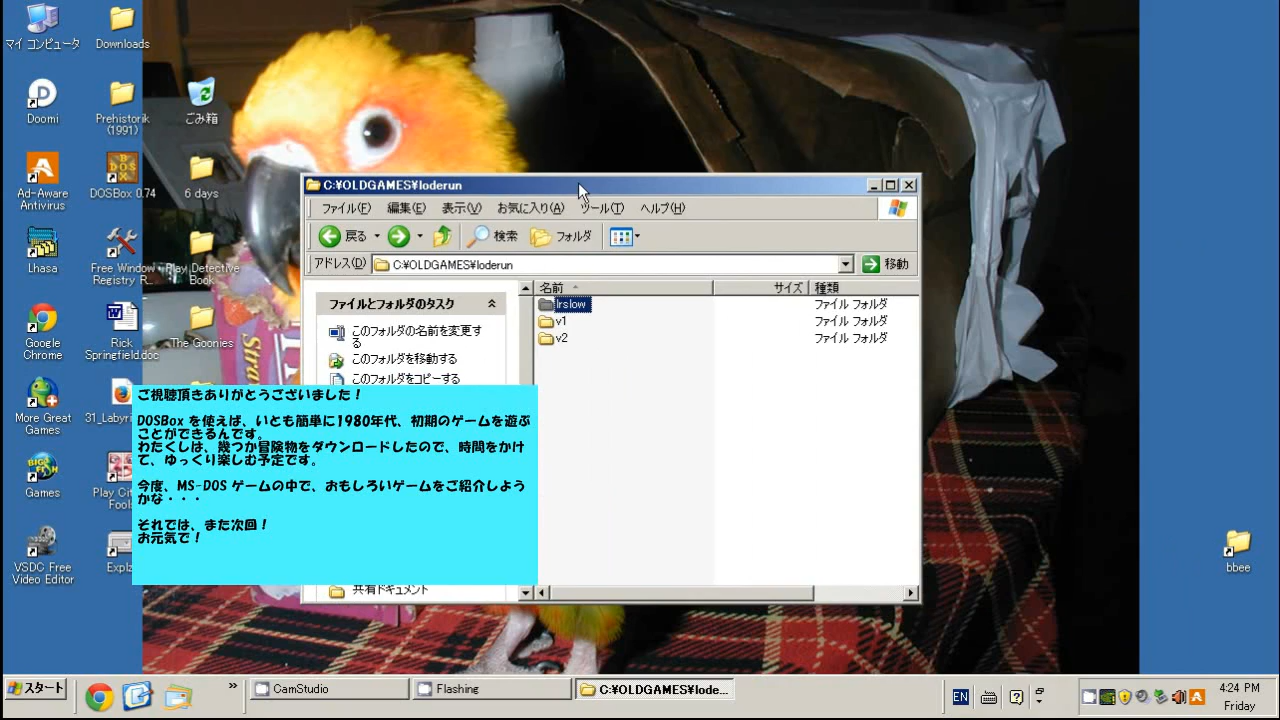 マイ コンピュータ
Downloads
Doomi
Prehistorik
(1991)
ごみ箱
Ad-Aware
Antivirus
DOSBox 0.74
6 days
Lhasa
Free Window
Registry R...
Play Detective
Book
Google
Chrome
Rick
Springfield.doc
The Goonies
More Great
Games
31_Labyri
Games
Play Ci
Fool
VSDC Free
Video Editor
Expl
bbee
C:¥OLDGAMES¥loderun
ファイル(F) 編集(E) 表示(V) お気に入り(A) ツール(T) ヘルプ(H)
戻る 検索 フォルダ
アドレス(D) C:¥OLDGAMES¥loderun 移動
ファイルとフォルダのタスク
このフォルダの名前を変更す
る
このフォルダを移動する
このフォルダをコピーする
共有ドキュメント
名前 サイズ 種類
lrslow ファイル フォルダ
v1 ファイル フォルダ
v2 ファイル フォルダ
ご視聴頂きありがとうございました！
DOSBox を使えば、いとも簡単に1980年代、初期のゲームを遊ぶ
ことができるんです。
わたくしは、幾つか冒険物をダウンロードしたので、時間をかけ
て、ゆっくり楽しむ予定です。
今度、MS-DOS ゲームの中で、おもしろいゲームをご紹介しよう
かな・・・
それでは、また次回！
お元気で！
スタート
CamStudio
Flashing
C:¥OLDGAMES¥lode...
EN
4:24 PM
Friday